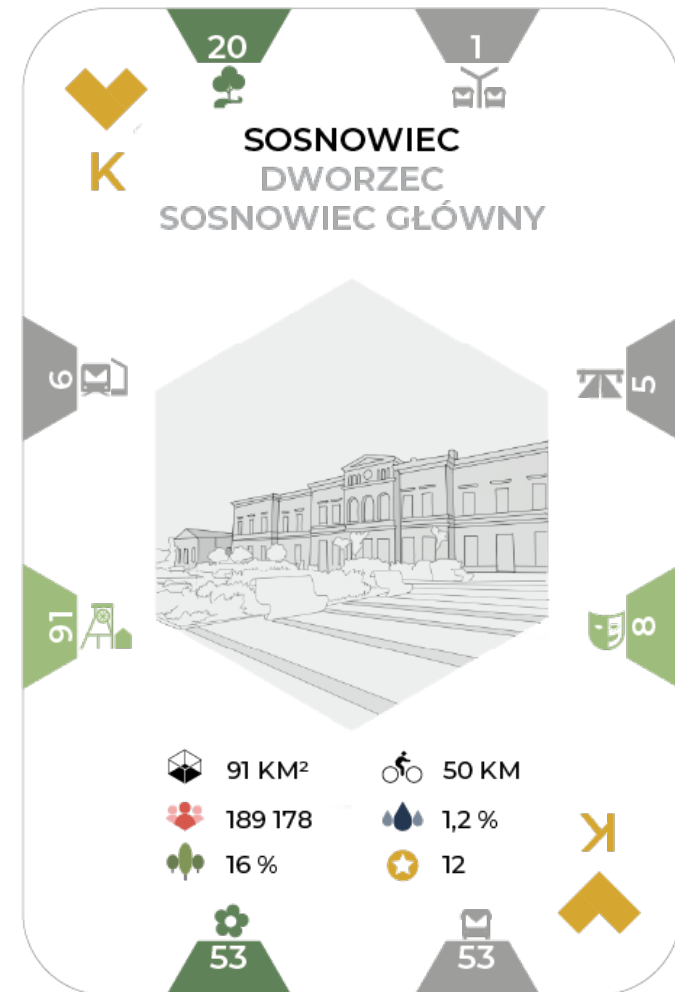 20
1
K
SOSNOWIEC
DWORZEC
SOSNOWIEC GŁÓWNY
6
5
91
8
91 KM²
50 KM
189 178
1,2 %
16 %
12
K
53
53